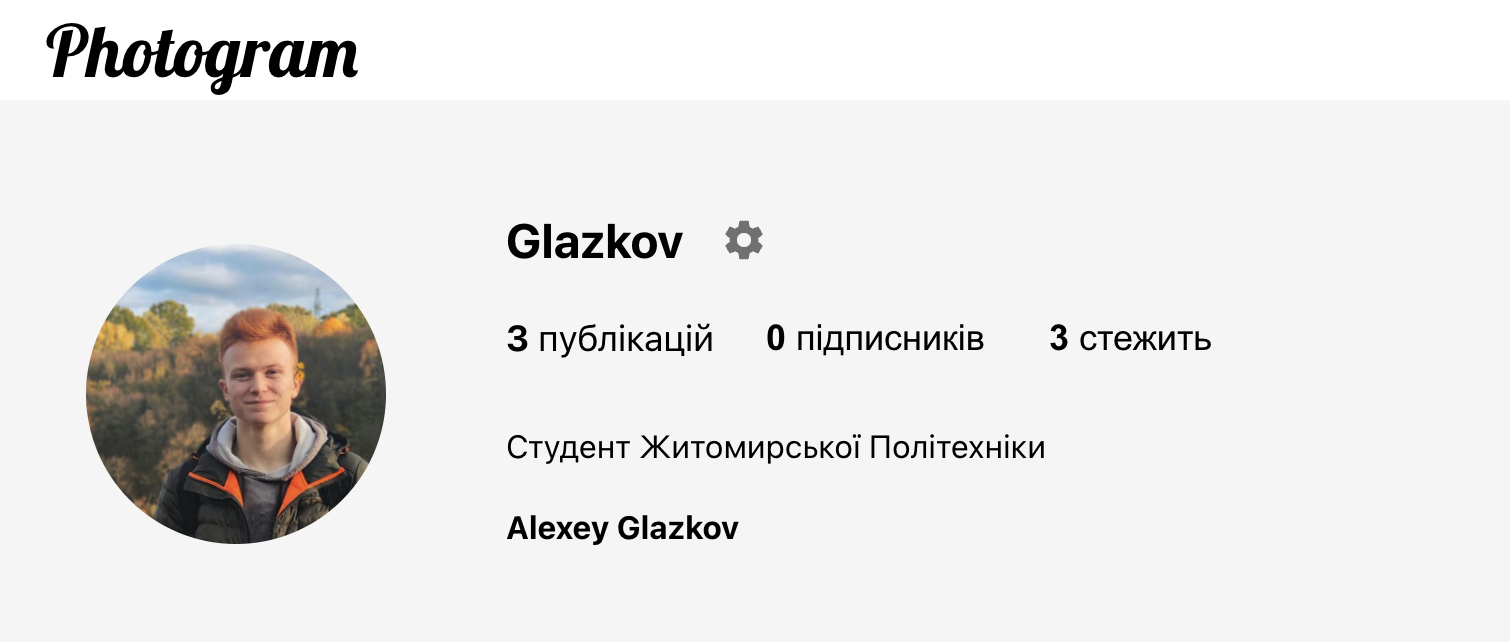 Photogram
Glazkov
3 публікацій 0 підписників 3 стежить
Студент Житомирської Політехніки
Alexey Glazkov